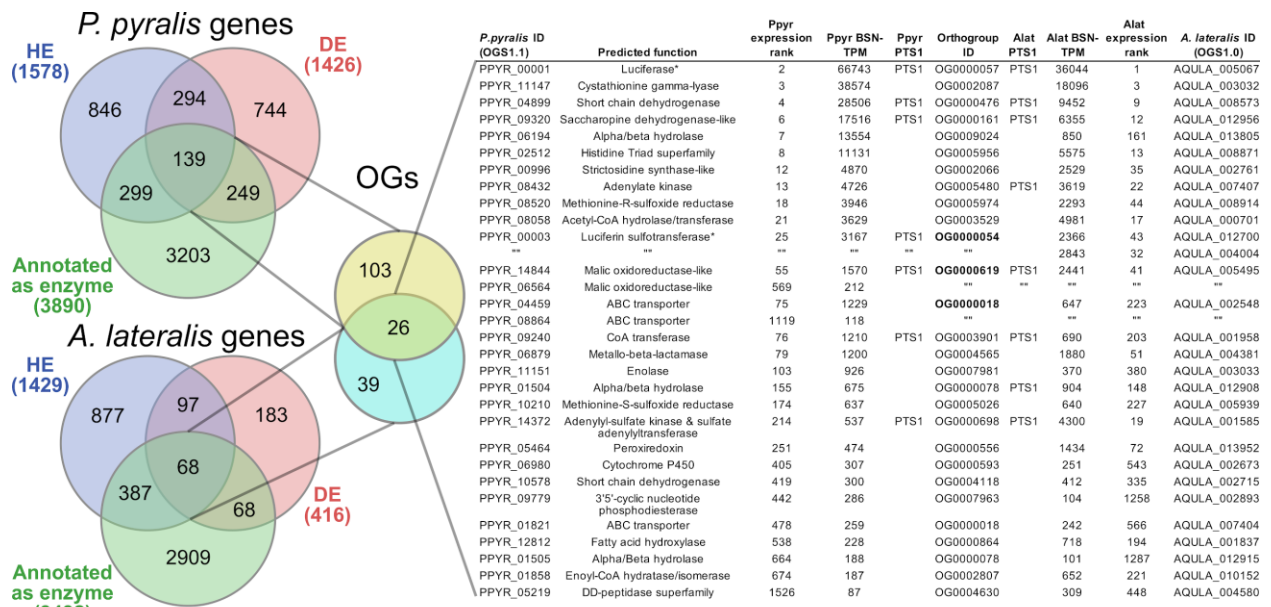 P. pyralis genes
HE
(1578)
DE
(1426)
846
294
744
139
299
249
3203
Annotated
as enzyme
(3890)
A. lateralis genes
HE
(1429)
877
97
183
68
387
68
DE
(416)
2909
Annotated
as enzyme
OGs
103
26
39
P.pyralis ID (OGS1.1) Predicted function Ppyr expression rank Ppyr BSN-TPM Ppyr PTS1 Orthogroup ID Alat PTS1 Alat BSN-TPM Alat expression rank A. lateralis ID (OGS1.0)
PPYR_00001 Luciferase* 2 66743 PTS1 OG0000057 PTS1 36044 1 AQULA_005067
PPYR_11147 Cystathionine gamma-lyase 3 38574 OG0002087 18096 3 AQULA_003032
PPYR_04899 Short chain dehydrogenase 4 28506 PTS1 OG0000476 PTS1 9452 9 AQULA_008573
PPYR_09320 Saccharopine dehydrogenase-like 6 17516 PTS1 OG0000161 PTS1 6355 12 AQULA_012956
PPYR_06194 Alpha/beta hydrolase 7 13554 OG0009024 850 161 AQULA_013805
PPYR_02512 Histidine Triad superfamily 8 11131 OG0005956 5575 13 AQULA_008871
PPYR_00996 Strictosidine synthase-like 12 4870 OG0002066 2529 35 AQULA_002761
PPYR_08432 Adenylate kinase 13 4726 OG0005480 PTS1 3619 22 AQULA_007407
PPYR_08520 Methionine-R-sulfoxide reductase 18 3946 OG0005974 2293 44 AQULA_008914
PPYR_08058 Acetyl-CoA hydrolase/transferase 21 3629 OG0003529 4981 17 AQULA_000701
PPYR_00003 Luciferin sulfotransferase* 25 3167 PTS1 OG0000054 2366 43 AQULA_012700
"" "" "" "" "" "" 2843 32 AQULA_004004
PPYR_14844 Malic oxidoreductase-like 55 1570 PTS1 OG0000619 PTS1 2441 41 AQULA_005495
PPYR_06564 Malic oxidoreductase-like 569 212 "" "" "" "" ""
PPYR_04459 ABC transporter 75 1229 OG0000018 647 223 AQULA_002548
PPYR_08864 ABC transporter 1119 118 "" "" "" ""
PPYR_09240 CoA transferase 76 1210 PTS1 OG0003901 PTS1 690 203 AQULA_001958
PPYR_06879 Metallo-beta-lactamase 79 1200 OG0004565 1880 51 AQULA_004381
PPYR_11151 Enolase 103 926 OG0007981 370 380 AQULA_003033
PPYR_01504 Alpha/beta hydrolase 155 675 OG0000078 PTS1 904 148 AQULA_012908
PPYR_10210 Methionine-S-sulfoxide reductase 174 637 OG0005026 640 227 AQULA_005939
PPYR_14372 Adenylyl-sulfate kinase & sulfate adenylyltransferase 214 537 PTS1 OG0000698 PTS1 4300 19 AQULA_001585
PPYR_05464 Peroxiredoxin 251 474 OG0000556 1434 72 AQULA_013952
PPYR_06980 Cytochrome P450 405 307 OG0000593 251 543 AQULA_002673
PPYR_10578 Short chain dehydrogenase 419 300 OG0004118 412 335 AQULA_002715
PPYR_09779 3'5'-cyclic nucleotide phosphodiesterase 442 286 OG0007963 104 1258 AQULA_002893
PPYR_01821 ABC transporter 478 259 OG0000018 242 566 AQULA_007404
PPYR_12812 Fatty acid hydroxylase 538 228 OG0000864 718 194 AQULA_001837
PPYR_01505 Alpha/Beta hydrolase 664 188 OG0000078 101 1287 AQULA_012915
PPYR_01858 Enoyl-CoA hydratase/isomerase 674 187 OG0002807 652 221 AQULA_010152
PPYR_05219 DD-peptidase superfamily 1526 87 OG0004630 309 448 AQULA_004580